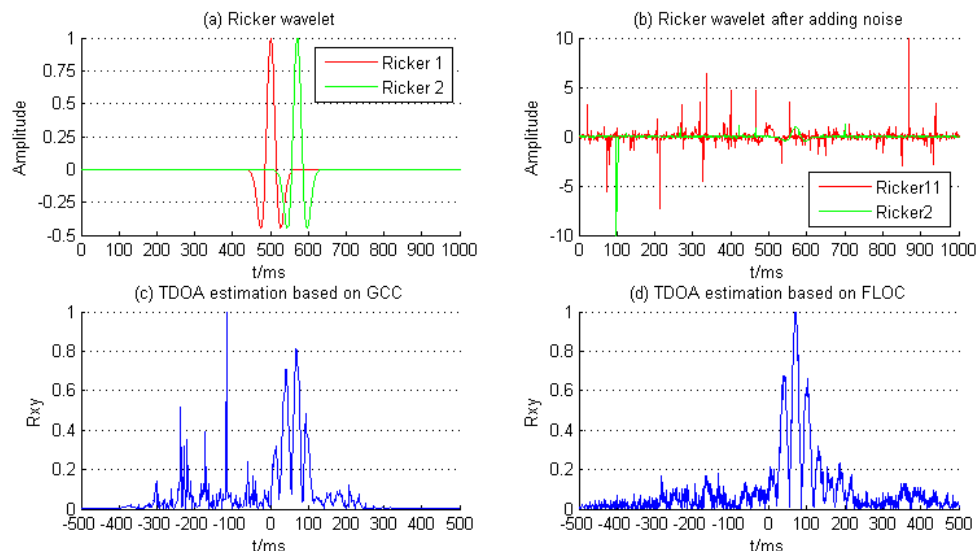 (a) Ricker wavelet
1
0.75
0.5
0.25
0
-0.25
-0.5
Amplitude
Ricker 1
Ricker 2
0 100 200 300 400 500 600 700 800 900 1000
t/ms
(b) Ricker wavelet after adding noise
10
5
0
-5
-10
Amplitude
Ricker11
Ricker2
0 100 200 300 400 500 600 700 800 900 1000
t/ms
(c) TDOA estimation based on GCC
1
0.8
0.6
0.4
0.2
0
Rxy
-500 -400 -300 -200 -100 0 100 200 300 400 500
t/ms
(d) TDOA estimation based on FLOC
1
0.8
0.6
0.4
0.2
0
Rxy
-500 -400 -300 -200 -100 0 100 200 300 400 500
t/ms